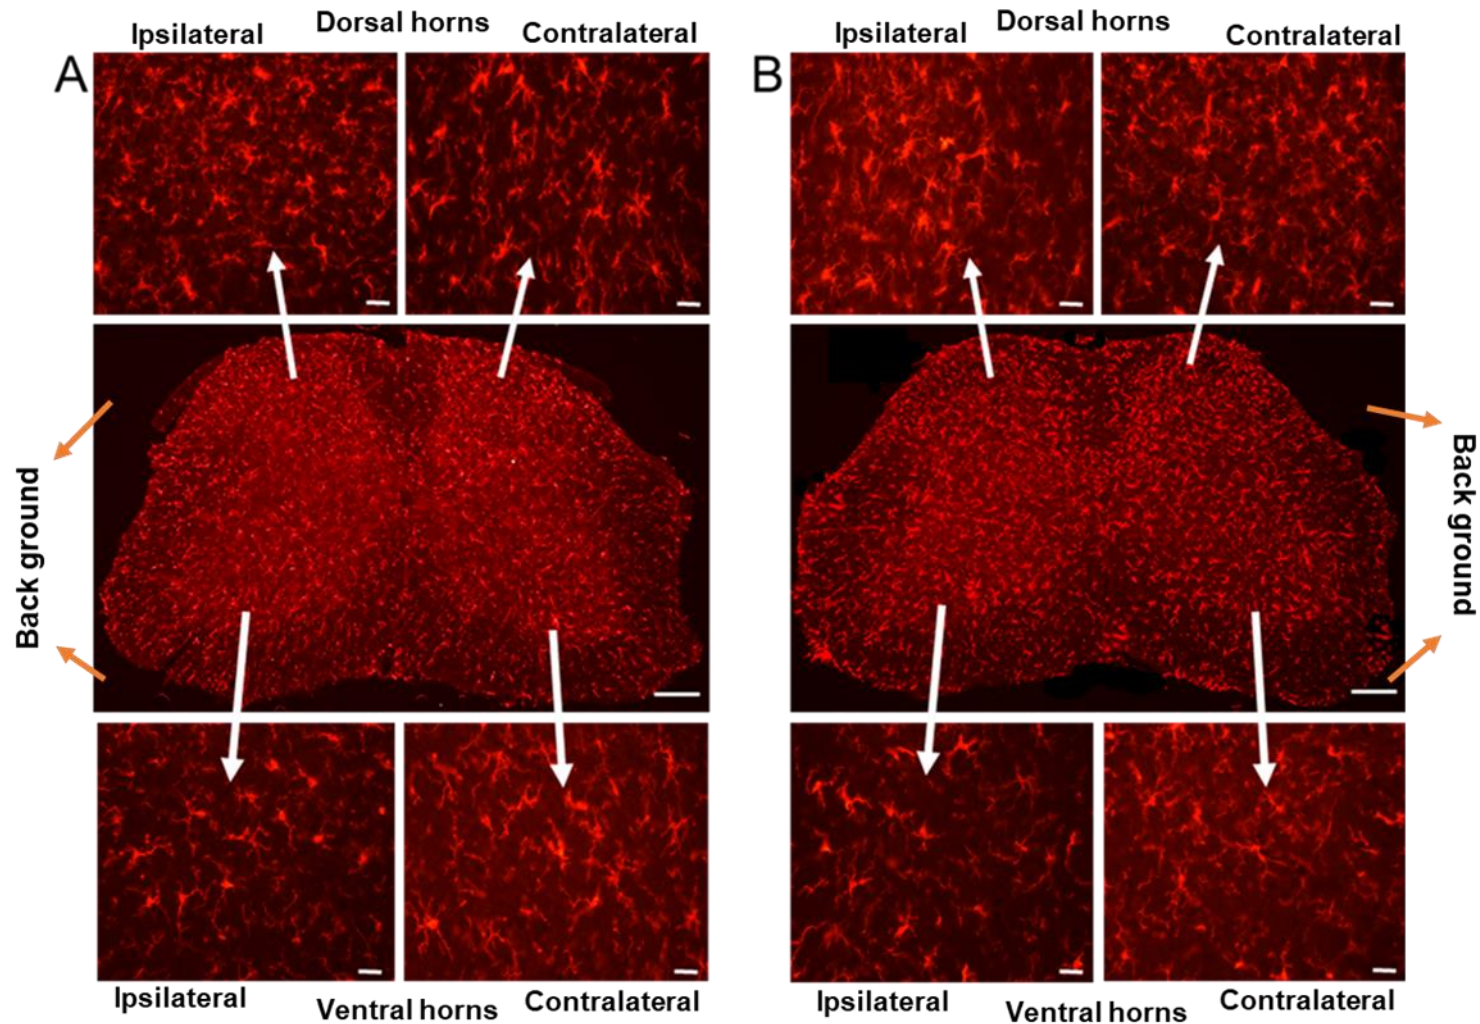 Ipsilateral
Dorsal horns
Contralateral
Ipsilateral
Dorsal horns
Contralateral
A
B
Back ground
Back ground
Ipsilateral
Ventral horns
Contralateral
Ipsilateral
Ventral horns
Contralateral